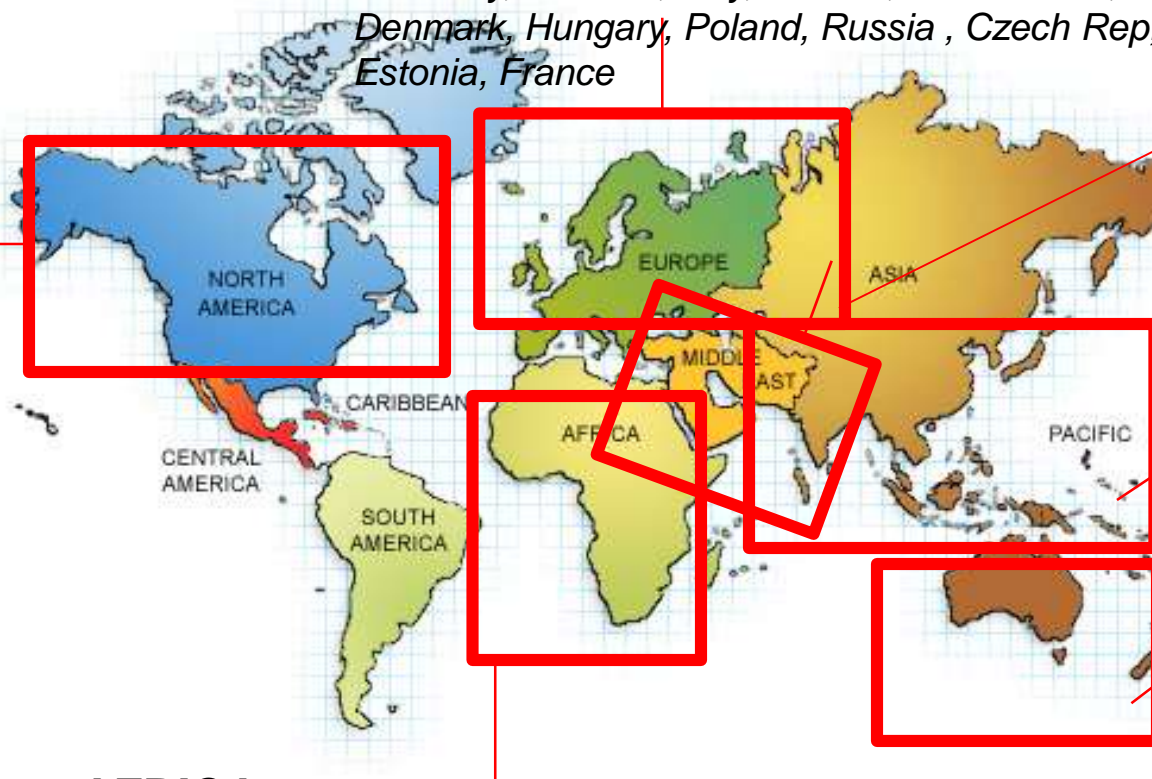 Denmark, Hungary, Poland, Russia , Czech Rep,
Estonia, France
EUROPE
ASIA
NORTH
AMERICA
MIDDLE
EAST
CARIBBEAN
AFRICA
PACIFIC
CENTRAL
AMERICA
SOUTH
AMERICA